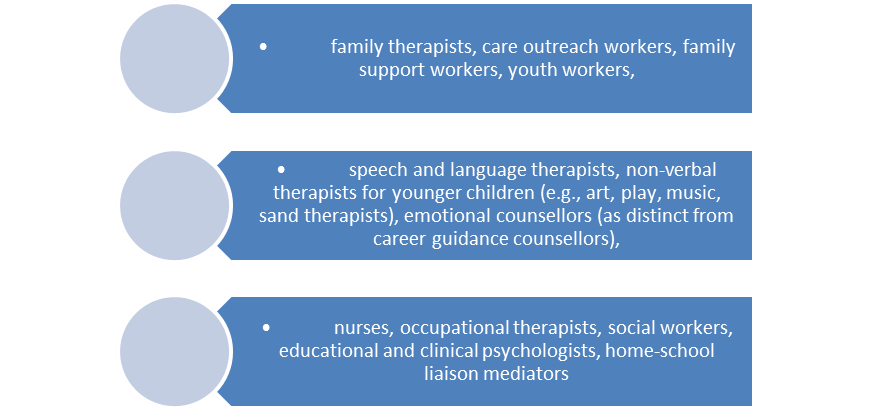 • family therapists, care outreach workers, family
support workers, youth workers,
• speech and language therapists, non-verbal
therapists for younger children (e.g., art, play, music,
sand therapists), emotional counsellors (as distinct from
career guidance counsellors),
• nurses, occupational therapists, social workers,
educational and clinical psychologists, home-school
liaison mediators